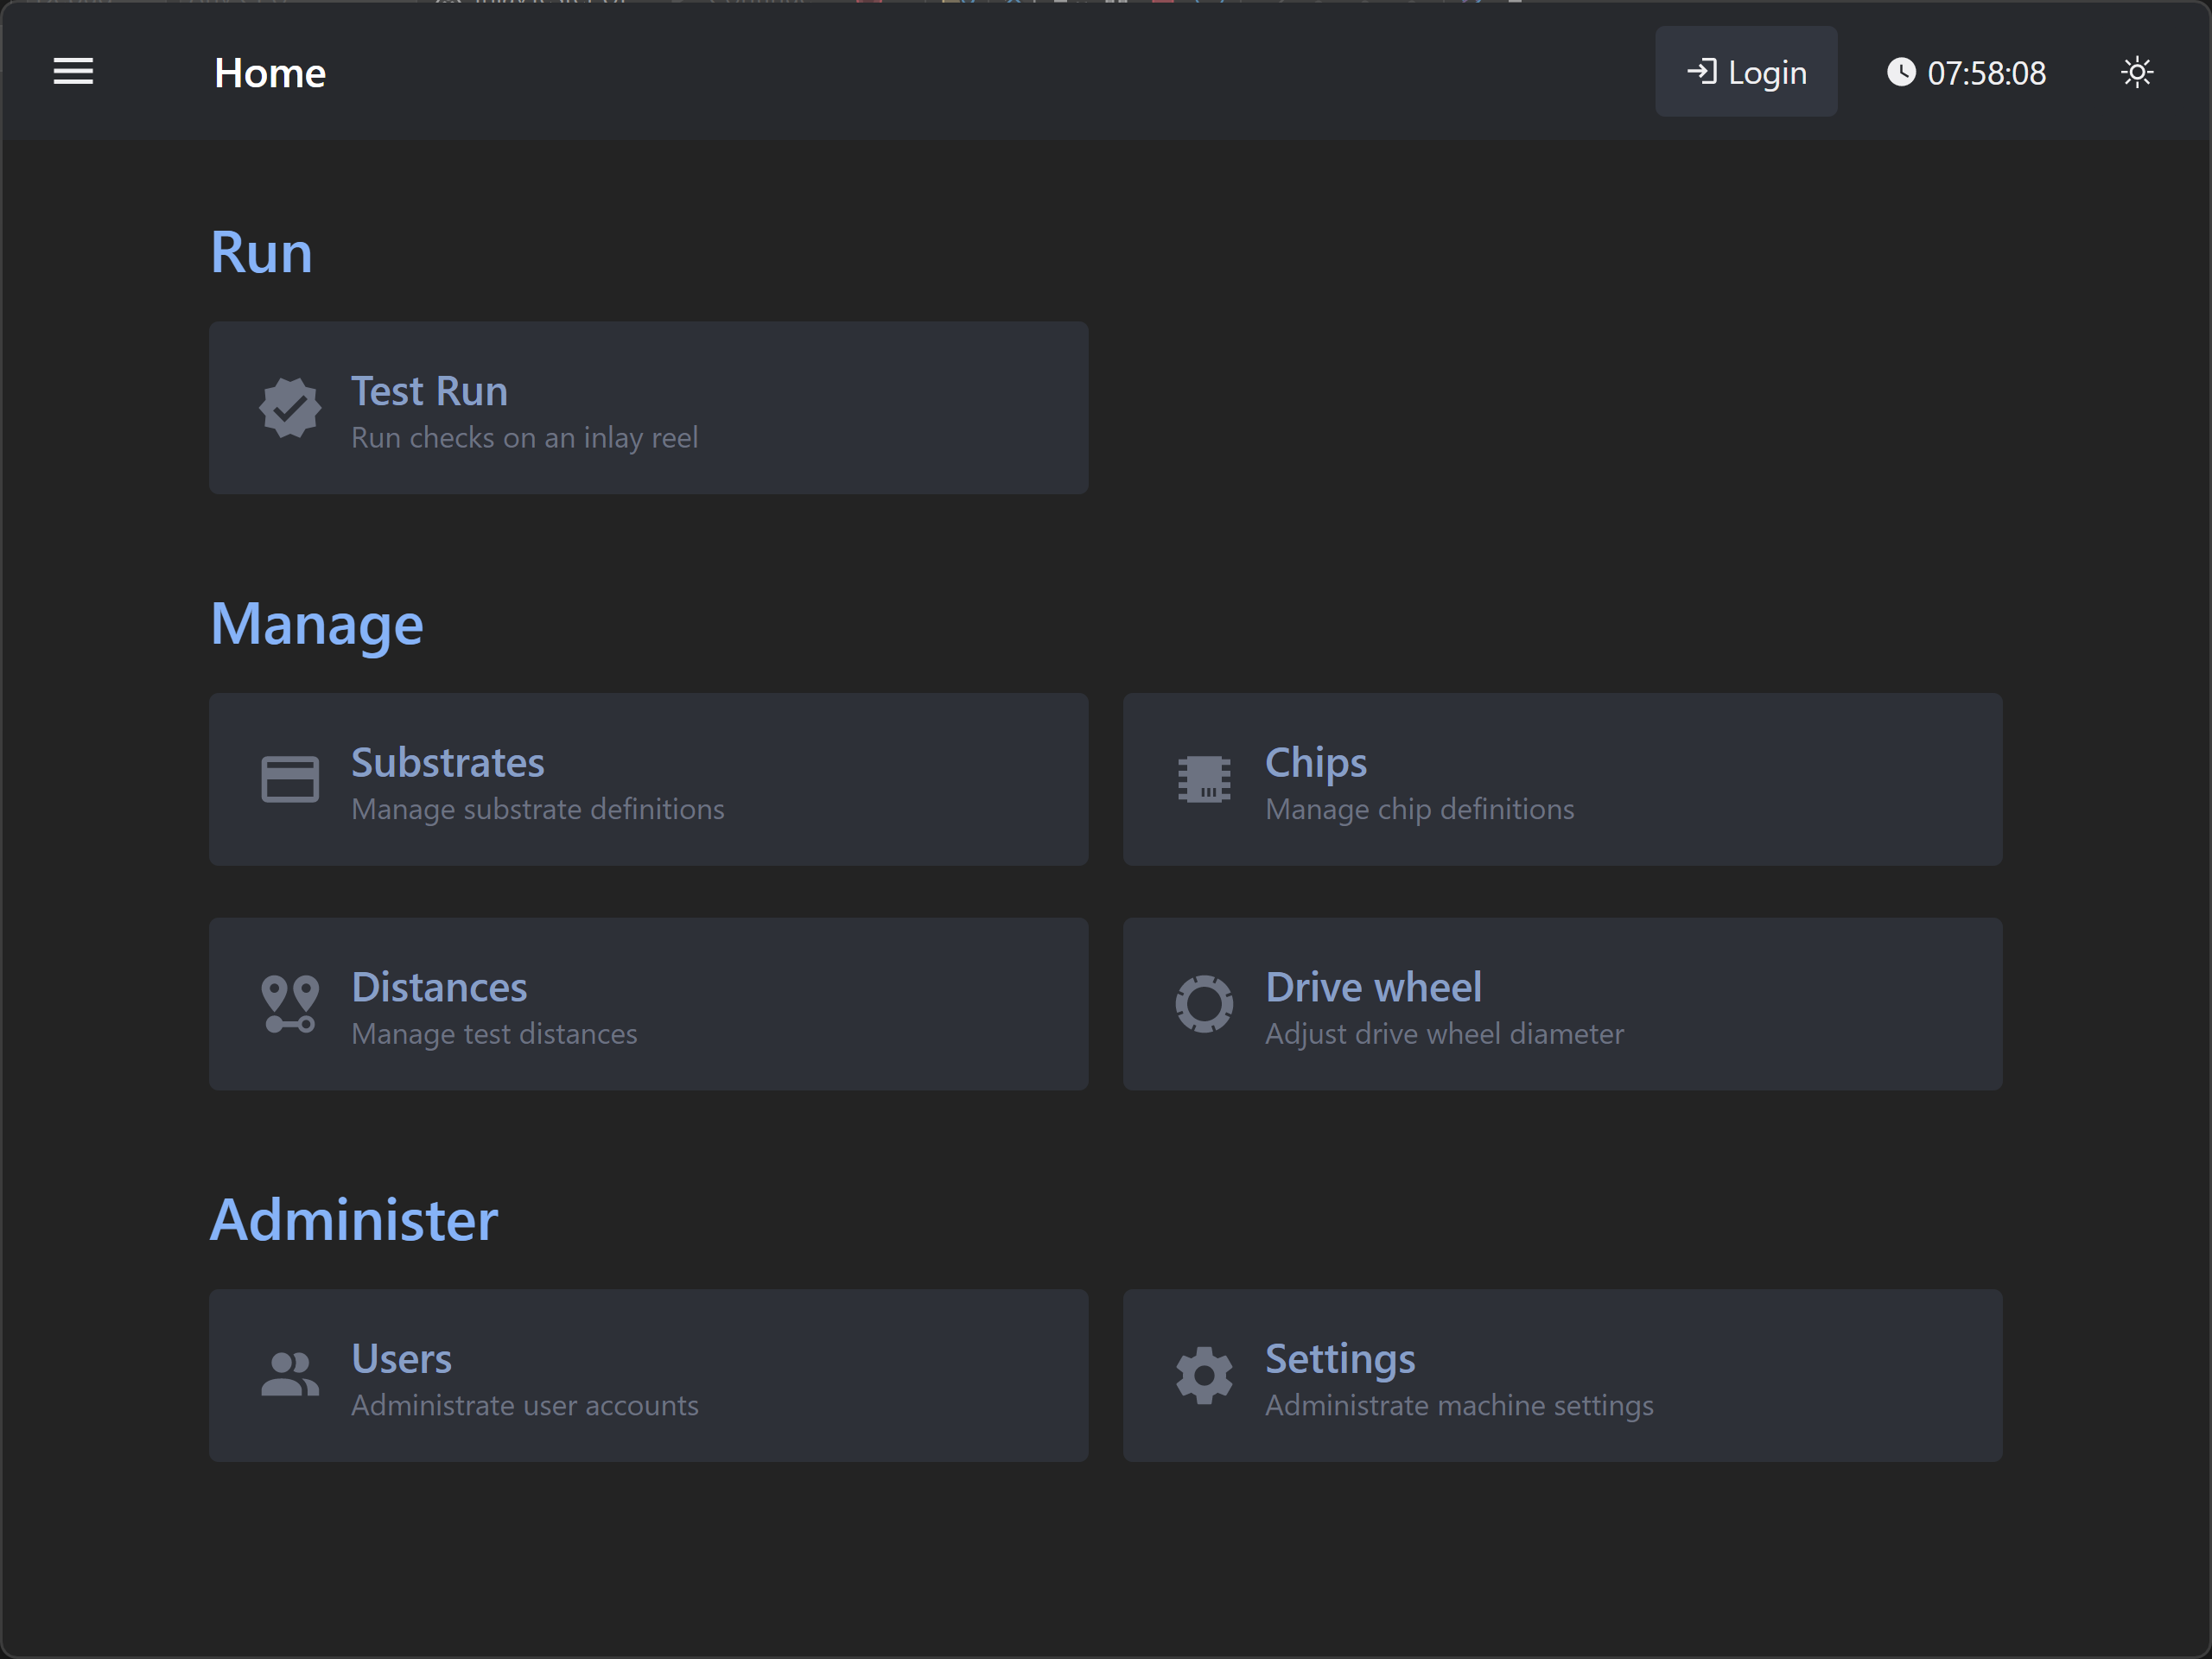 Home
Login
07:58:08
Run
Test Run
Run checks on an inlay reel
Manage
Substrates
Manage substrate definitions
Chips
Manage chip definitions
Distances
Manage test distances
Drive wheel
Adjust drive wheel diameter
Administer
Users
Administrate user accounts
Settings
Administrate machine settings